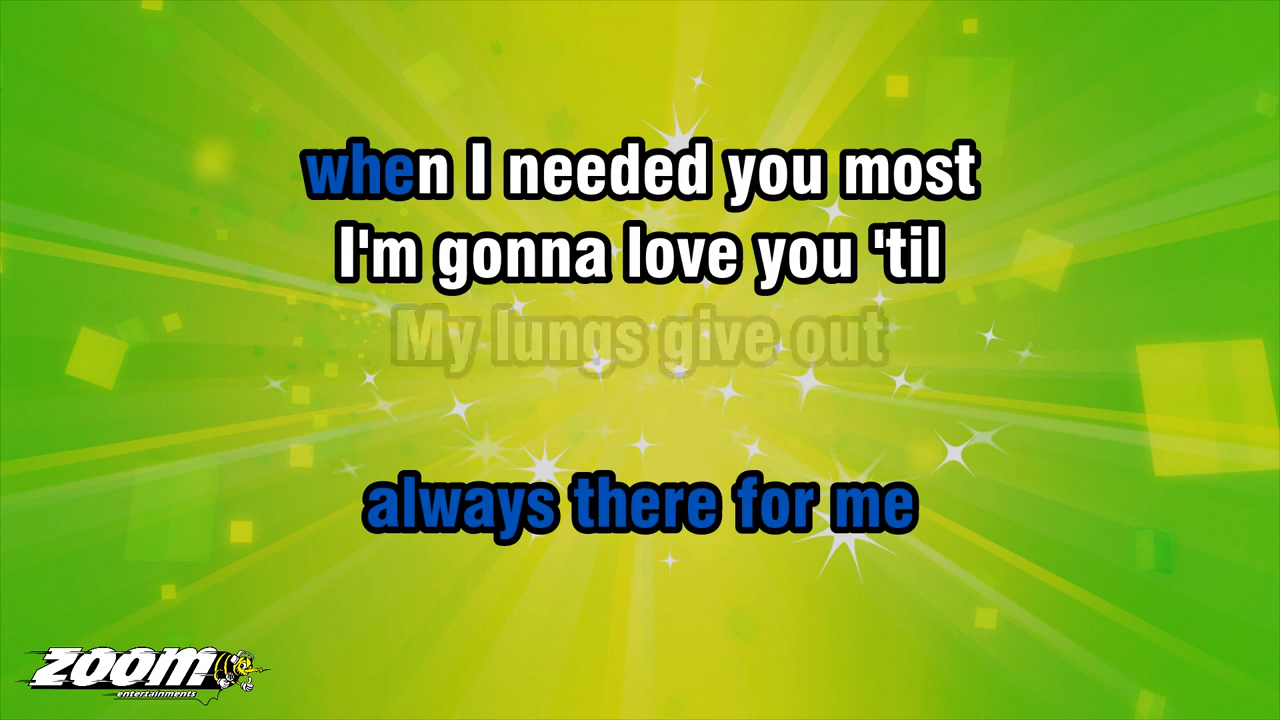 when I needed you most
I'm gonna love you 'til
My lungs give out
always there for me
ZOOM
entertainments